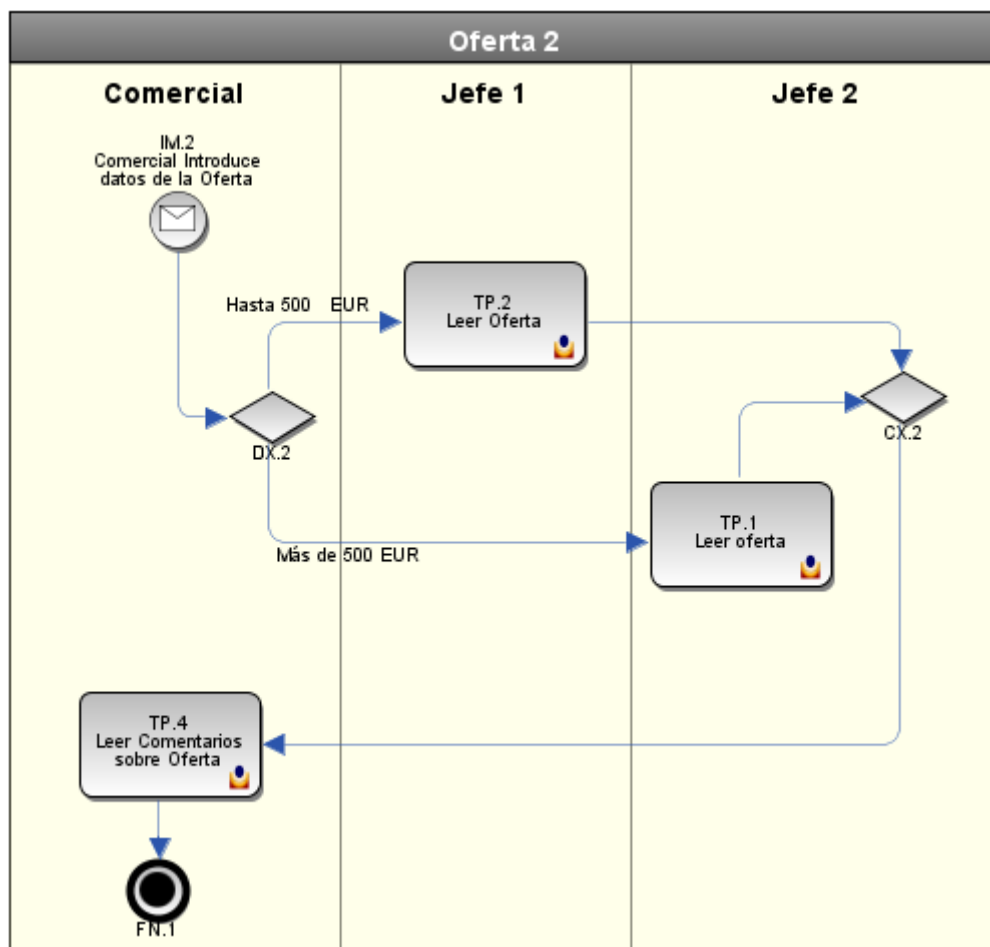 Oferta 2
Comercial
Jefe 1
Jefe 2
IM.2
Comercial Introduce
datos de la Oferta
Hasta 500 EUR
TP.2
Leer Oferta
DX.2
CX.2
Más de 500 EUR
TP.1
Leer oferta
TP.4
Leer Comentarios
sobre Oferta
FN.1